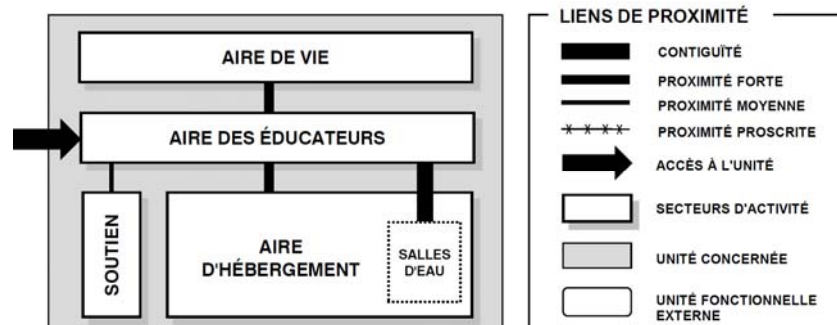 AIRE DE VIE
AIRE DES ÉDUCATEURS
SOUTIEN
AIRE
D'HÉBERGEMENT
SALLES
D'EAU
LIENS DE PROXIMITÉ
CONTIGUÏTÉ
PROXIMITÉ FORTE
PROXIMITÉ MOYENNE
PROXIMITÉ PROSCRITE
ACCÈS À L'UNITÉ
SECTEURS D'ACTIVITÉ
UNITÉ CONCERNÉE
UNITÉ FONCTIONNELLE
EXTERNE